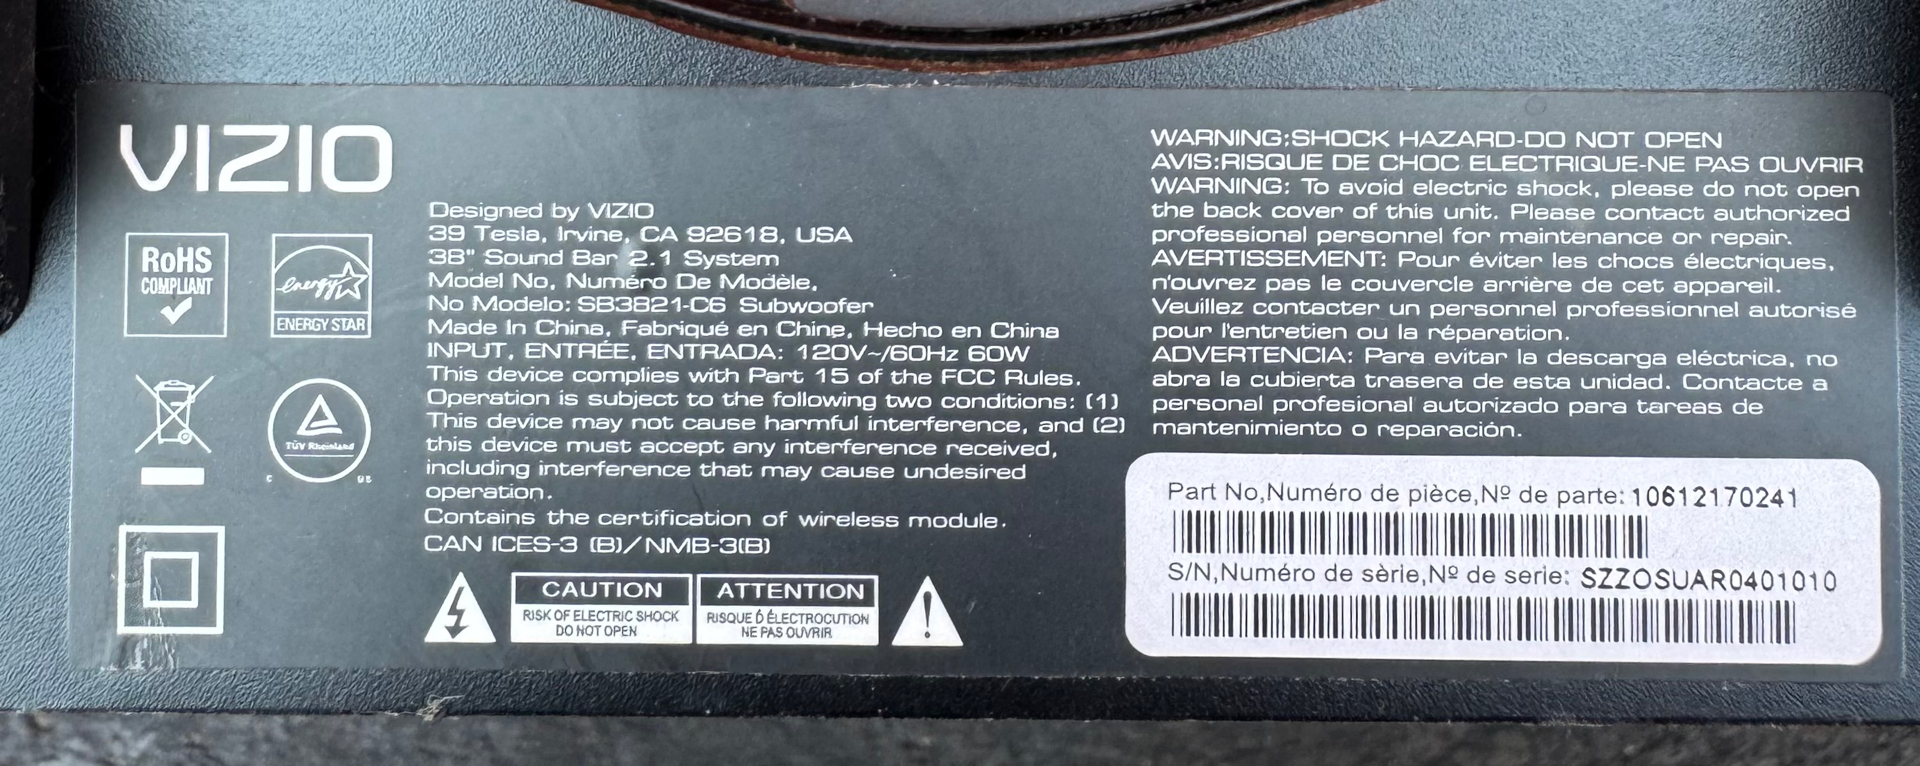 VIZIO
RoHS
COMPLIANT
energy
ENERGY STAR
TÜV Rheinland
C US
Designed by VIZIO
39 Tesla, Irvine, CA 92618, USA
38" Sound Bar 2.1 System
Model No, Numéro De Modèle,
No Modelo: SB3821-C6 Subwoofer
Made In China, Fabriqué en Chine, Hecho en China
INPUT, ENTRÉE, ENTRADA: 120V~/60Hz 60W
This device complies with Part 15 of the FCC Rules.
Operation is subject to the following two conditions: (1)
This device may not cause harmful interference, and (2)
this device must accept any interference received,
including interference that may cause undesired
operation.
Contains the certification of wireless module.
CAN ICES-3 (B)/NMB-3(B)
CAUTION
RISK OF ELECTRIC SHOCK
DO NOT OPEN
ATTENTION
RISQUE D́ ÉLECTROCUTION
NE PAS OUVRIR
WARNING:SHOCK HAZARD-DO NOT OPEN
AVIS:RISQUE DE CHOC ELECTRIQUE-NE PAS OUVRIR
WARNING: To avoid electric shock, please do not open
the back cover of this unit. Please contact authorized
professional personnel for maintenance or repair.
AVERTISSEMENT: Pour éviter les chocs électriques,
n'ouvrez pas le couvercle arrière de cet appareil.
Veuillez contacter un personnel professionnel autorisé
pour l'entretien ou la réparation.
ADVERTENCIA: Para evitar la descarga eléctrica, no
abra la cubierta trasera de esta unidad. Contacte a
personal profesional autorizado para tareas de
mantenimiento o reparación.
Part No,Numéro de pièce,Nº de parte: 10612170241
S/N,Numéro de sèrie,Nº de serie: SZZOSUAR0401010